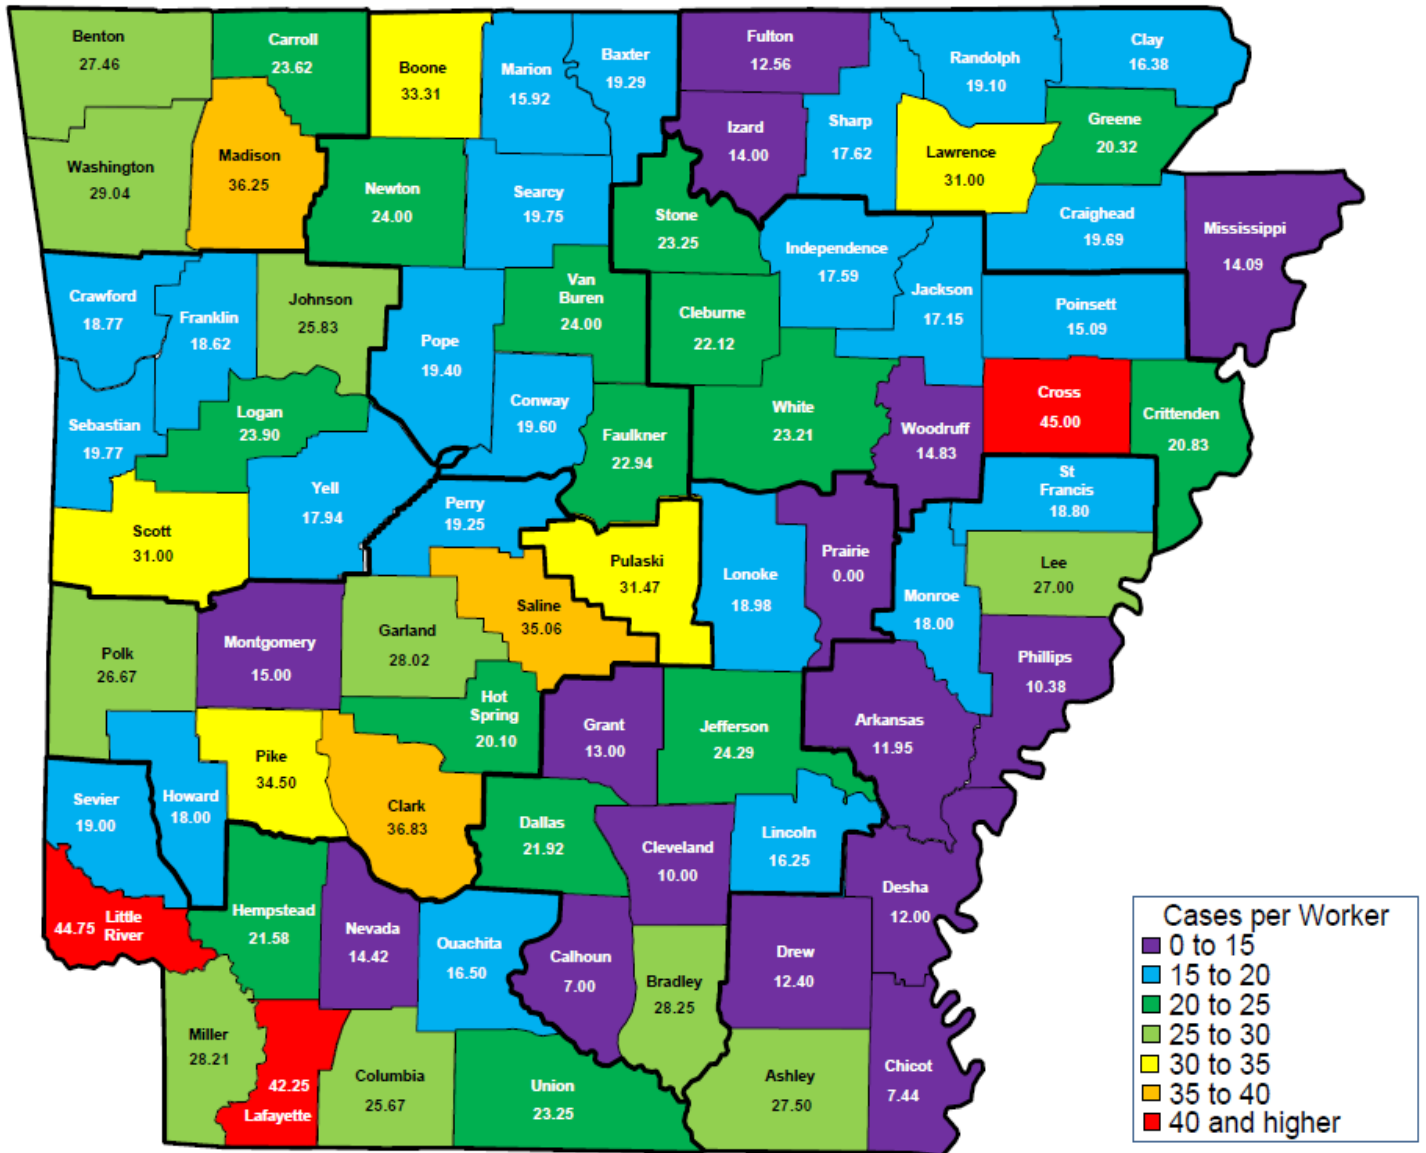 Benton
27.46
Carroll
23.62
Boone
33.31
Marion
15.92
Baxter
19.29
Fulton
12.56
Randolph
19.10
Clay
16.38
Washington
29.04
Madison
36.25
Newton
24.00
Searcy
19.75
Stone
23.25
Izard
14.00
Sharp
17.62
Lawrence
31.00
Greene
20.32
Craighead
19.69
Mississippi
14.09
Crawford
18.77
Franklin
18.62
Johnson
25.83
Pope
19.40
Van
Buren
24.00
Cleburne
22.12
Independence
17.59
Jackson
17.15
Poinsett
15.09
Sebastian
19.77
Logan
23.90
Conway
19.60
Faulkner
22.94
White
23.21
Woodruff
14.83
Cross
45.00
Crittenden
20.83
Scott
31.00
Yell
17.94
Perry
19.25
Pulaski
31.47
Lonoke
18.98
Prairie
0.00
Monroe
18.00
St
Francis
18.80
Lee
27.00
Polk
26.67
Montgomery
15.00
Garland
28.02
Saline
35.06
Hot
Spring
20.10
Grant
13.00
Jefferson
24.29
Arkansas
11.95
Phillips
10.38
Sevier
19.00
Howard
18.00
Pike
34.50
Clark
36.83
Dallas
21.92
Cleveland
10.00
Lincoln
16.25
Desha
12.00
44.75 Little
River
Hempstead
21.58
Nevada
14.42
Ouachita
16.50
Calhoun
7.00
Bradley
28.25
Drew
12.40
Miller
28.21
42.25
Lafayette
Columbia
25.67
Union
23.25
Ashley
27.50
Chicot
7.44
Cases per Worker
0 to 15
15 to 20
20 to 25
25 to 30
30 to 35
35 to 40
40 and higher